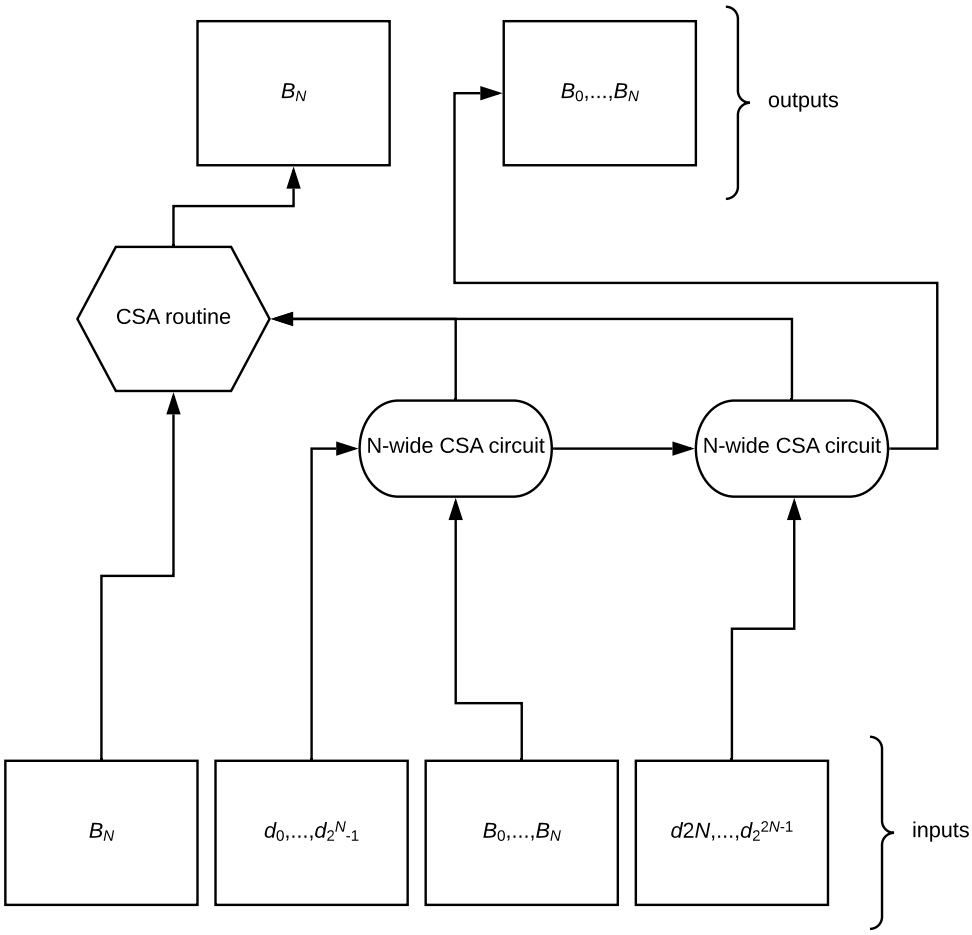 B_N
B_0,...,B_N
outputs
CSA routine
N-wide CSA circuit
N-wide CSA circuit
B_N
d_0,...,d_2^N-1
B_0,...,B_N
d2N,...,d_2^2N-1
inputs